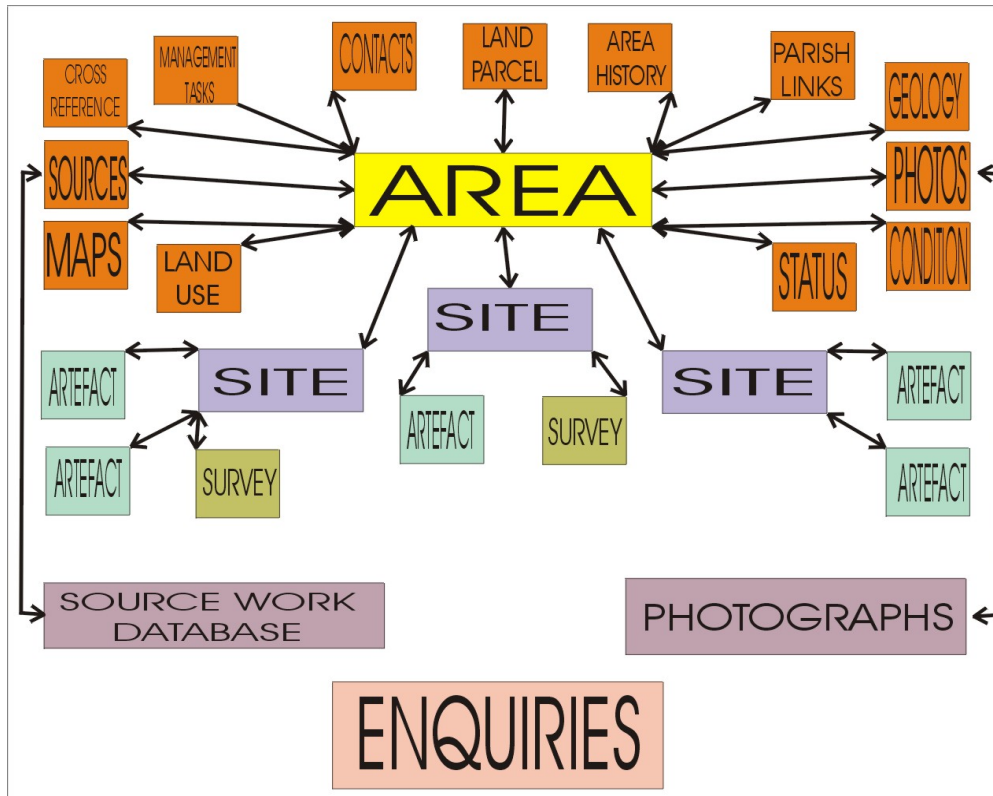 CROSS
REFERENCE
MANAGEMENT
TASKS
CONTACTS
LAND
PARCEL
AREA
HISTORY
PARISH
LINKS
GEOLOGY
SOURCES
AREA
PHOTOS
MAPS
LAND
USE
STATUS
CONDITION
SITE
SITE
SITE
ARTEFACT
ARTEFACT
ARTEFACT
SURVEY
ARTEFACT
SURVEY
ARTEFACT
ARTEFACT
SOURCE WORK
DATABASE
PHOTOGRAPHS
ENQUIRIES